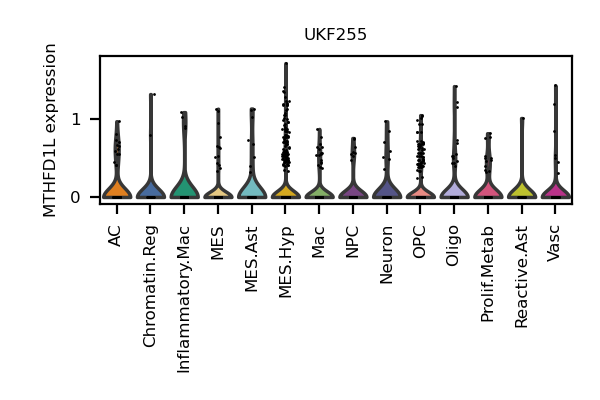 UKF255
MTHFD1L expression
1
0
AC
Chromatin.Reg
Inflammatory.Mac
MES
MES.Ast
MES.Hyp
Mac
NPC
Neuron
OPC
Oligo
Prolif.Metab
Reactive.Ast
Vasc